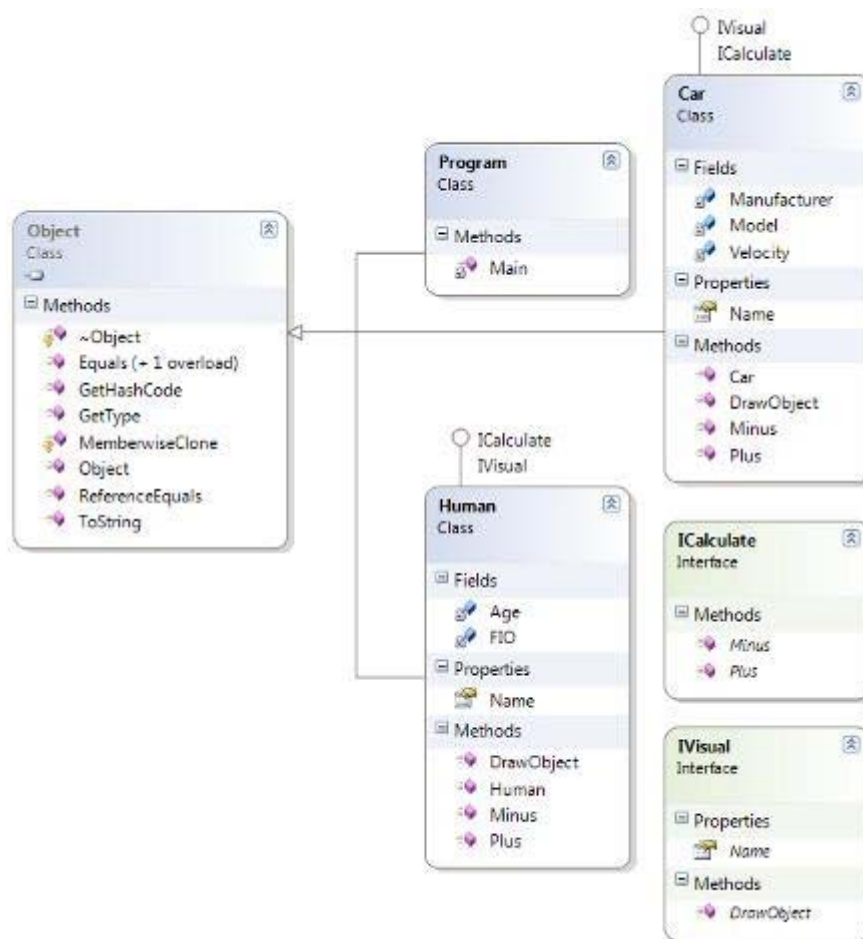 Object
Class
Methods
~Object
Equals (+ 1 overload)
GetHashCode
GetType
MemberwiseClone
Object
ReferenceEquals
ToString
Program
Class
Methods
Main
ICalculate
IVisual
Human
Class
Fields
Age
FIO
Properties
Name
Methods
DrawObject
Human
Minus
Plus
IVisual
ICalculate
Car
Class
Fields
Manufacturer
Model
Velocity
Properties
Name
Methods
Car
DrawObject
Minus
Plus
ICalculate
Interface
Methods
Minus
Plus
IVisual
Interface
Properties
Name
Methods
DrawObject